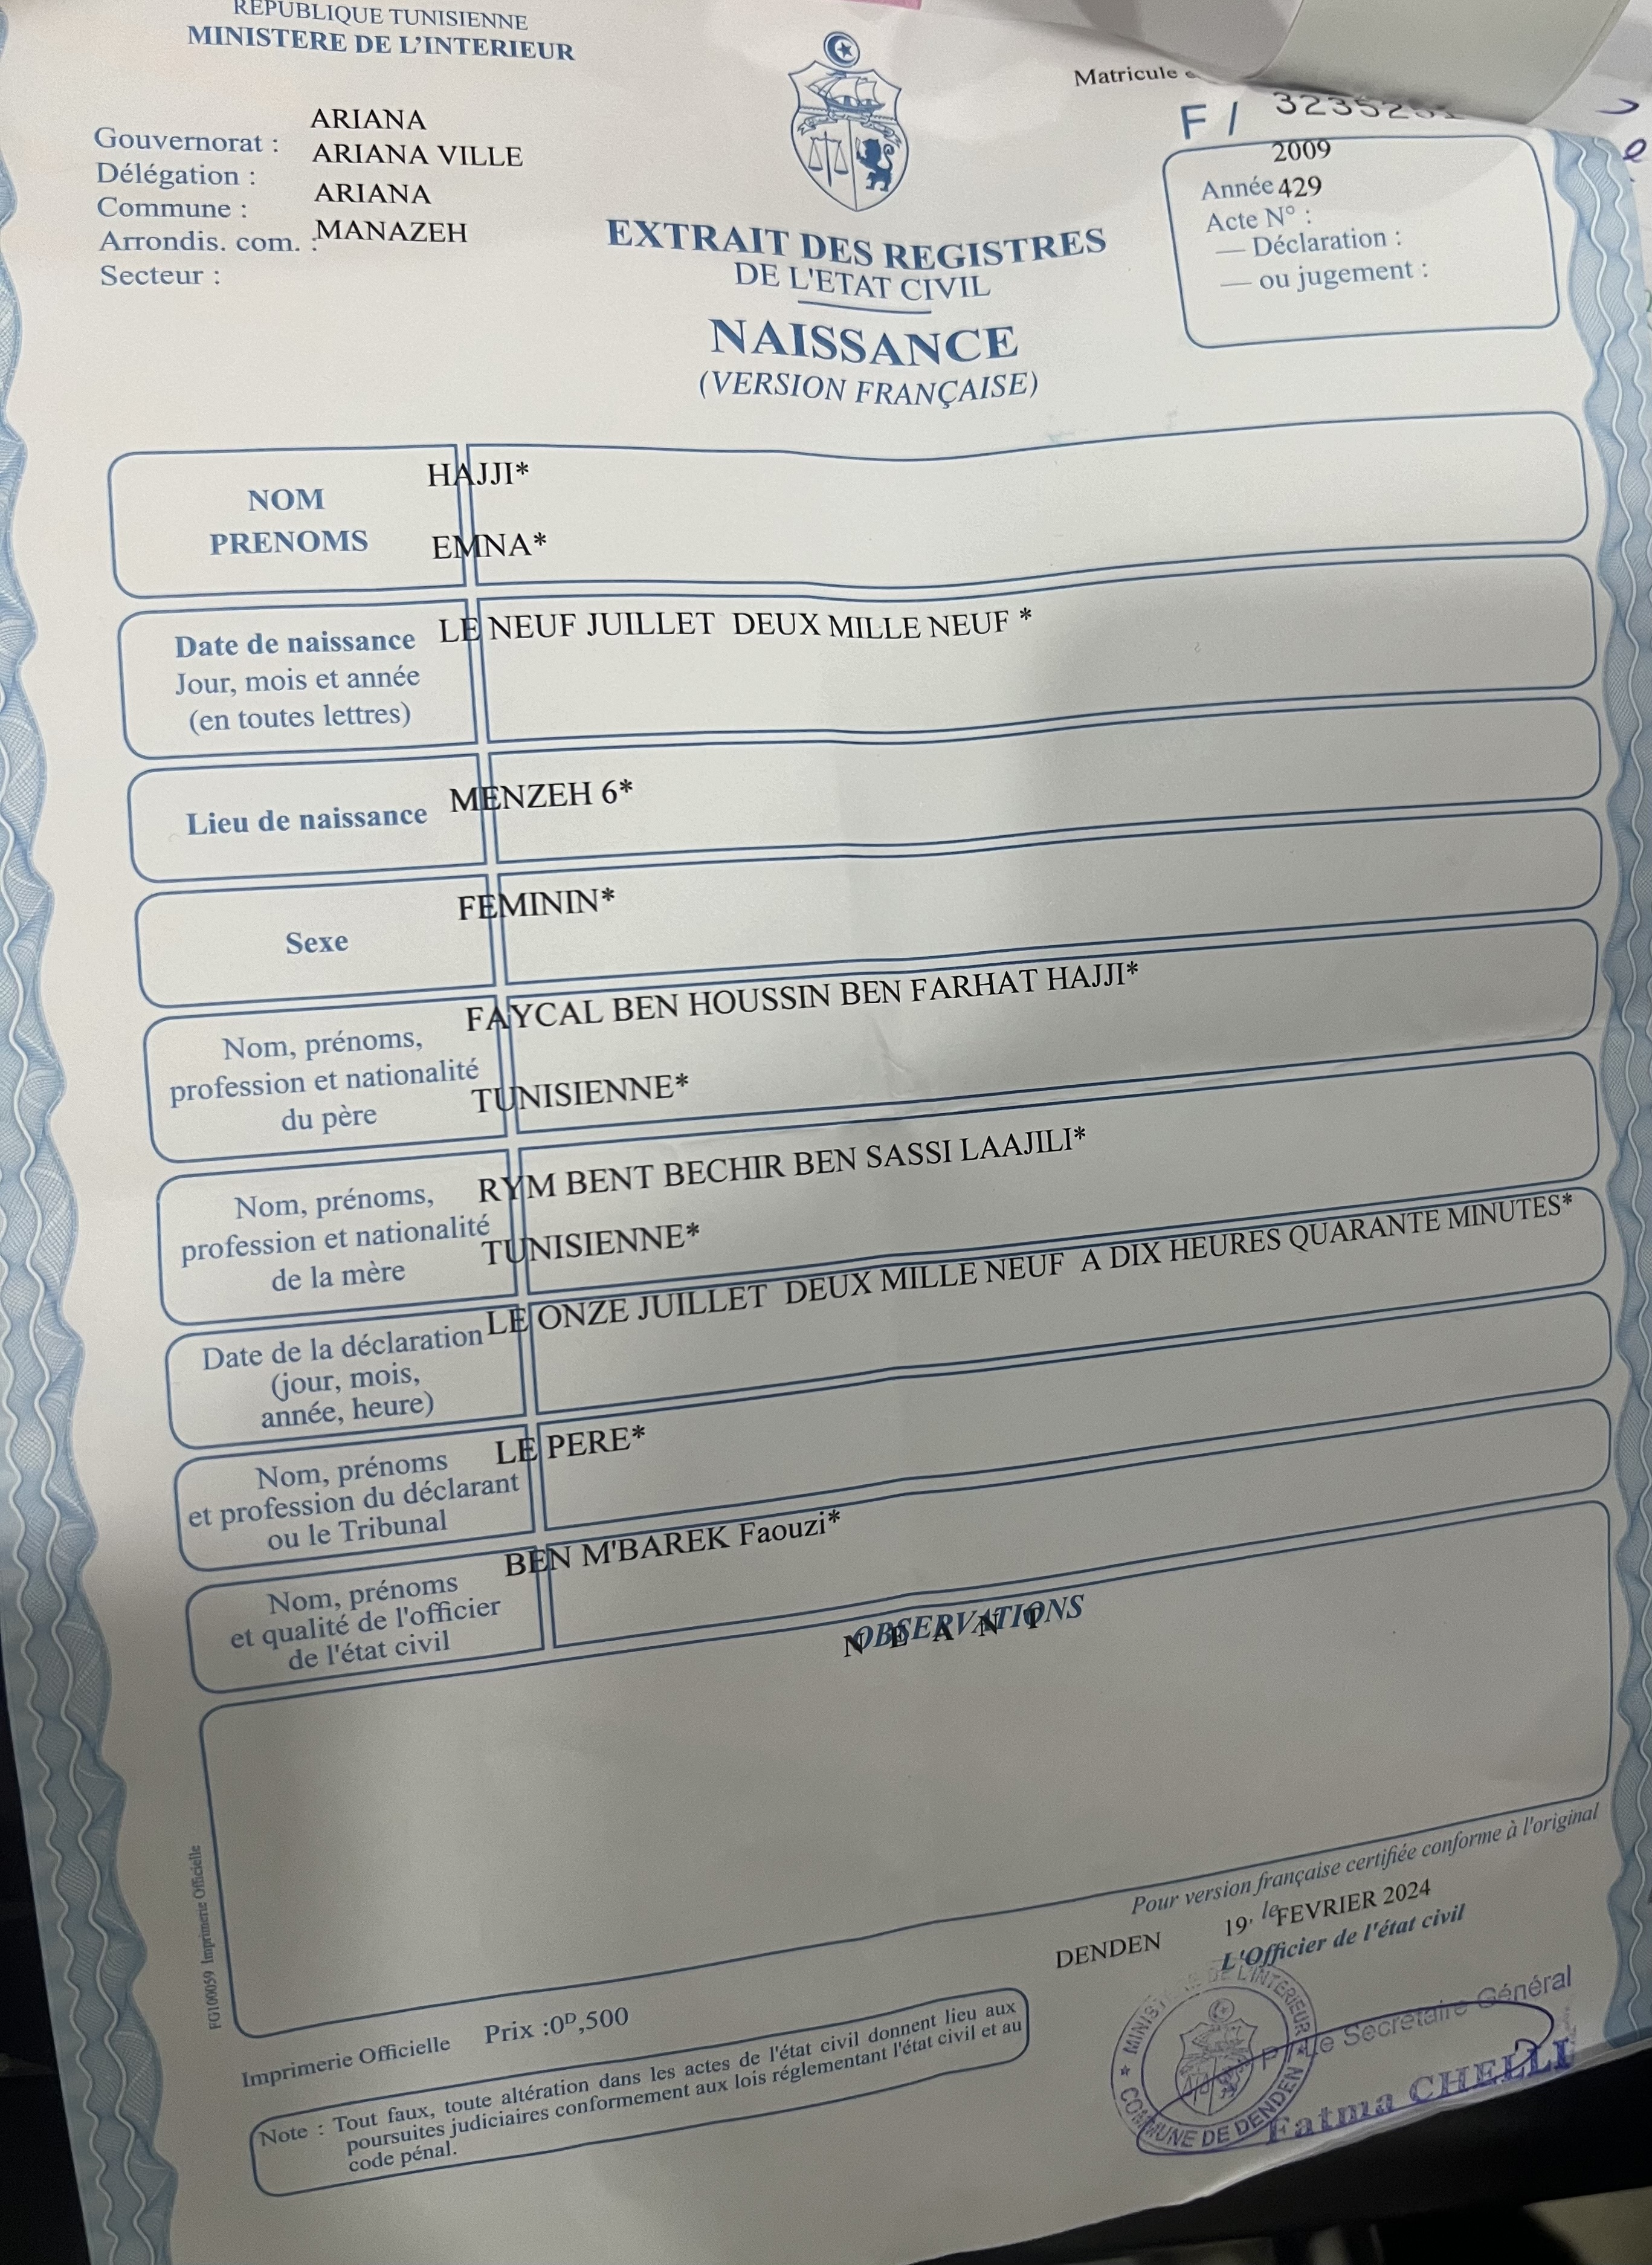 REPUBLIQUE TUNISIENNE
MINISTERE DE L'INTERIEUR
Gouvernorat : ARIANA
Délégation : ARIANA VILLE
Commune : ARIANA
Arrondis. com. : MANAZEH
Secteur :
Matricule
F / 32352
2009
Année 429
Acte N° :
— Déclaration :
— ou jugement :
EXTRAIT DES REGISTRES
DE L'ETAT CIVIL
NAISSANCE
(VERSION FRANÇAISE)
NOM HAJJI*
PRENOMS EMNA*
Date de naissance LE NEUF JUILLET DEUX MILLE NEUF *
Jour, mois et année
(en toutes lettres)
Lieu de naissance MENZEH 6*
Sexe FEMININ*
FAYCAL BEN HOUSSIN BEN FARHAT HAJJI*
Nom, prénoms,
profession et nationalité
du père TUNISIENNE*
RYM BENT BECHIR BEN SASSI LAAJILI*
Nom, prénoms,
profession et nationalité
de la mère TUNISIENNE*
LE ONZE JUILLET DEUX MILLE NEUF A DIX HEURES QUARANTE MINUTES*
Date de la déclaration
(jour, mois,
année, heure)
LE PERE*
Nom, prénoms
et profession du déclarant
ou le Tribunal
BEN M'BAREK Faouzi*
Nom, prénoms
et qualité de l'officier
de l'état civil
OBSERVATIONS
N E A N T
Pour version française certifiée conforme à l'original
DENDEN 19, le FEVRIER 2024
L'Officier de l'état civil
MINISTERE DE L'INTERIEUR
COMMUNE DE DENDEN
P / Le Secrétaire Général
Fatma CHELLI
FG100059 Imprimerie Officielle
Imprimerie Officielle Prix :0D,500
Note : Tout faux, toute altération dans les actes de l'état civil donnent lieu aux
poursuites judiciaires conformement aux lois réglementant l'état civil et au
code pénal.